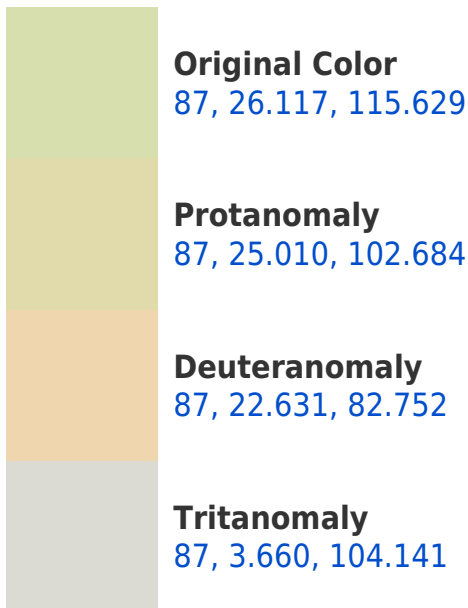 Original Color
87, 26.117, 115.629
Protanomaly
87, 25.010, 102.684
Deuteranomaly
87, 22.631, 82.752
Tritanomaly
87, 3.660, 104.141